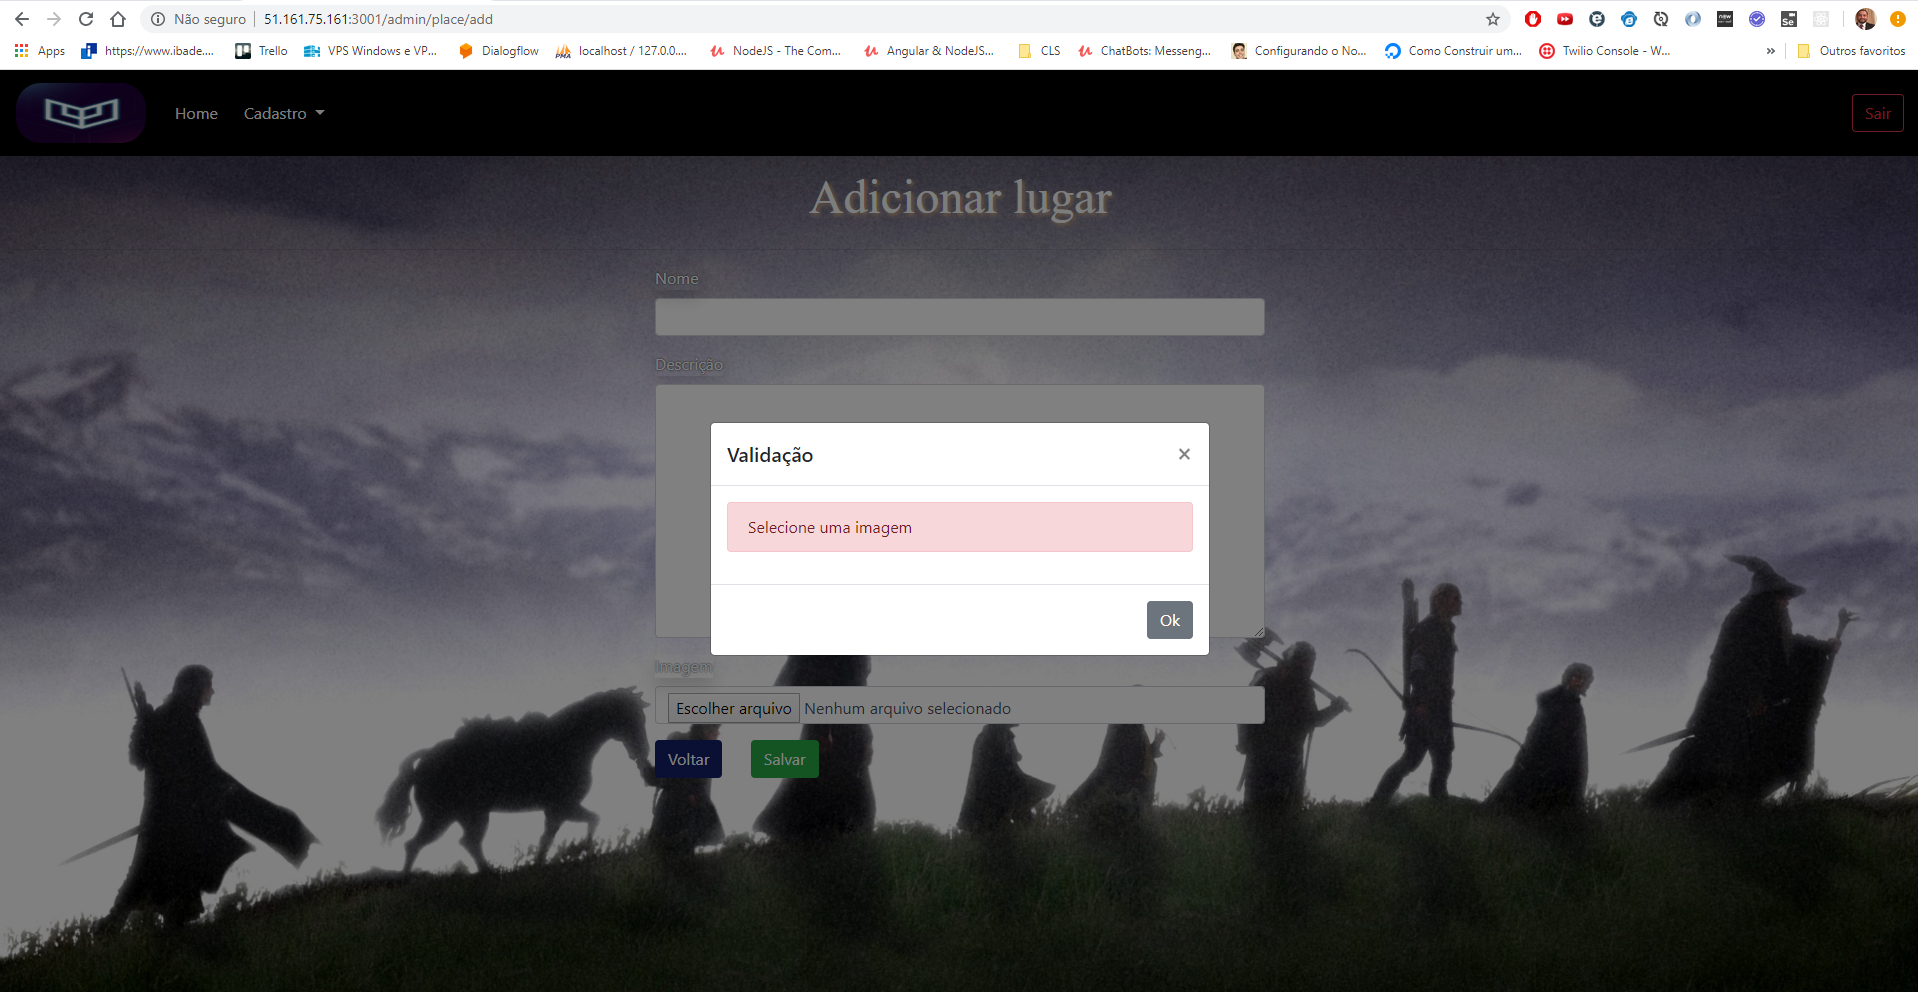 Não seguro 51.161.75.161:3001/admin/place/add
Apps https://www.ibade.... Trello VPS Windows e VP... Dialogflow localhost / 127.0.0.... NodeJS - The Com... Angular & NodeJS... CLS ChatBots: Messeng... Configurando o No... Como Construir um... Twilio Console - W... » Outros favoritos
Home Cadastro Sair
Adicionar lugar
Nome
Descrição
Validação ×
Selecione uma imagem
Ok
Imagem
Escolher arquivo Nenhum arquivo selecionado
Voltar Salvar